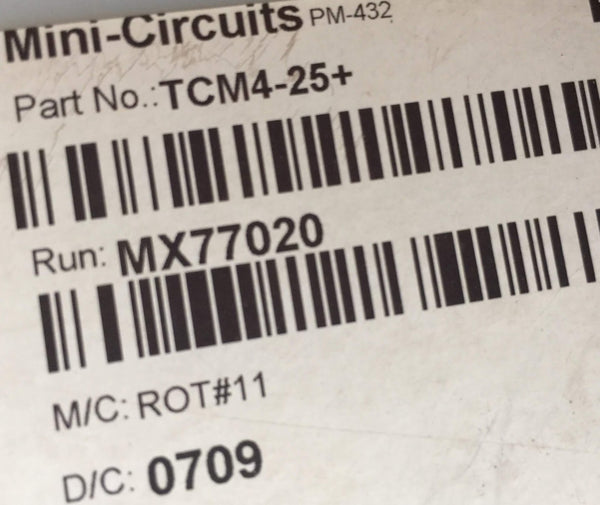 Mini-Circuits PM-432
Part No.:TCM4-25+
Run: MX77020
M/C: ROT#11
D/C: 0709